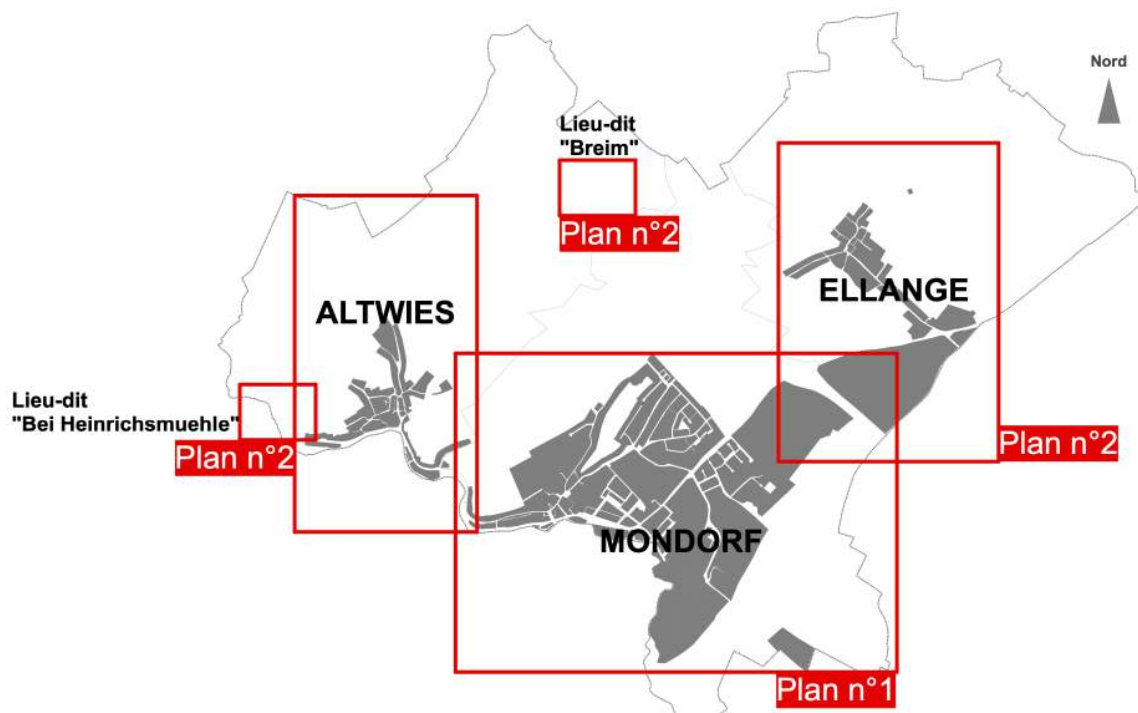 Nord
Lieu-dit
"Breim"
Plan n°2
ELLANGE
ALTWIES
Lieu-dit
"Bei Heinrichsmuehle"
Plan n°2
Plan n°2
MONDORF
Plan n°1